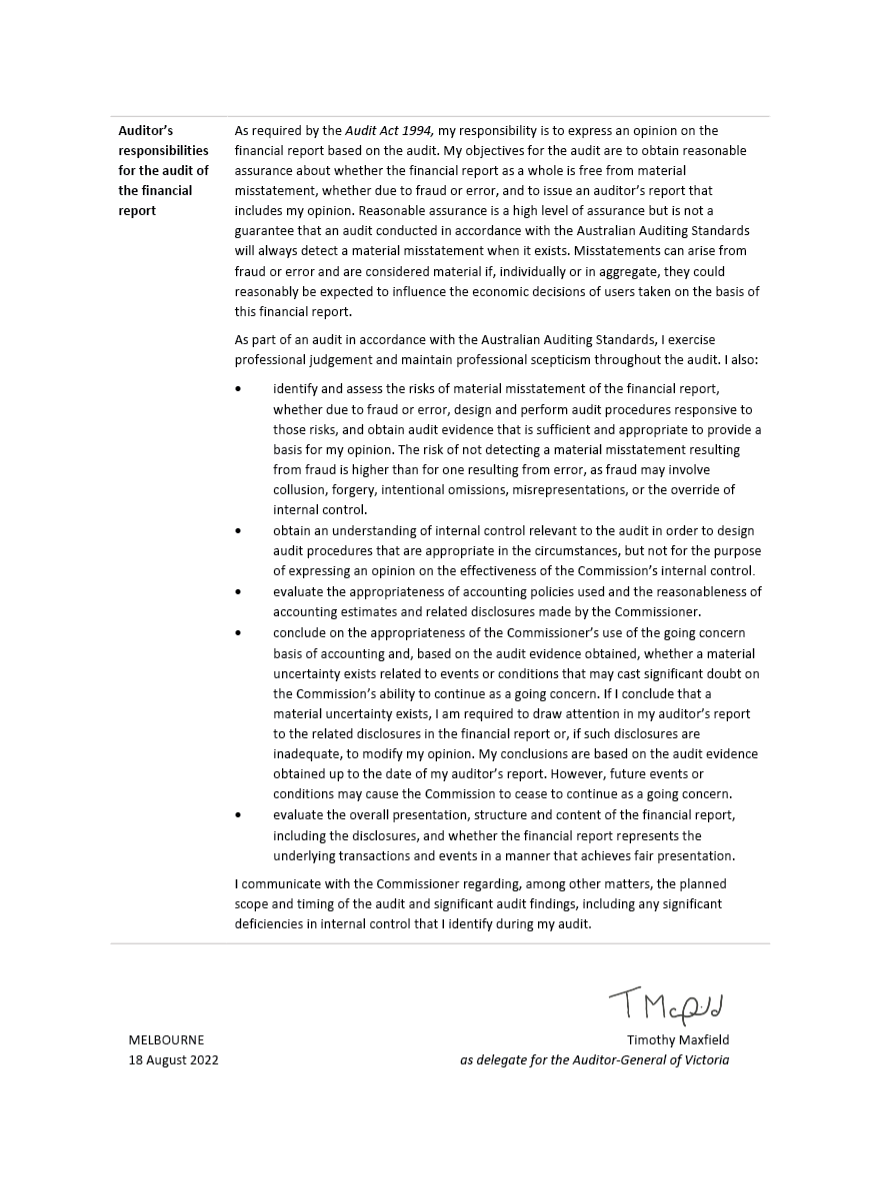 Auditor's
responsibilities
for the audit of
the financial
report
As required by the Audit Act 1994, my responsibility is to express an opinion on the
financial report based on the audit. My objectives for the audit are to obtain reasonable
assurance about whether the financial report as a whole is free from material
misstatement, whether due to fraud or error, and to issue an auditor's report that
includes my opinion. Reasonable assurance is a high level of assurance but is not a
guarantee that an audit conducted in accordance with the Australian Auditing Standards
will always detect a material misstatement when it exists. Misstatements can arise from
fraud or error and are considered material if, individually or in aggregate, they could
reasonably be expected to influence the economic decisions of users taken on the basis of
this financial report.
As part of an audit in accordance with the Australian Auditing Standards, I exercise
professional judgement and maintain professional scepticism throughout the audit. I also:
• identify and assess the risks of material misstatement of the financial report,
whether due to fraud or error, design and perform audit procedures responsive to
those risks, and obtain audit evidence that is sufficient and appropriate to provide a
basis for my opinion. The risk of not detecting a material misstatement resulting
from fraud is higher than for one resulting from error, as fraud may involve
collusion, forgery, intentional omissions, misrepresentations, or the override of
internal control.
• obtain an understanding of internal control relevant to the audit in order to design
audit procedures that are appropriate in the circumstances, but not for the purpose
of expressing an opinion on the effectiveness of the Commission's internal control.
• evaluate the appropriateness of accounting policies used and the reasonableness of
accounting estimates and related disclosures made by the Commissioner.
• conclude on the appropriateness of the Commissioner's use of the going concern
basis of accounting and, based on the audit evidence obtained, whether a material
uncertainty exists related to events or conditions that may cast significant doubt on
the Commission's ability to continue as a going concern. If I conclude that a
material uncertainty exists, I am required to draw attention in my auditor's report
to the related disclosures in the financial report or, if such disclosures are
inadequate, to modify my opinion. My conclusions are based on the audit evidence
obtained up to the date of my auditor's report. However, future events or
conditions may cause the Commission to cease to continue as a going concern.
• evaluate the overall presentation, structure and content of the financial report,
including the disclosures, and whether the financial report represents the
underlying transactions and events in a manner that achieves fair presentation.
I communicate with the Commissioner regarding, among other matters, the planned
scope and timing of the audit and significant audit findings, including any significant
deficiencies in internal control that I identify during my audit.
MELBOURNE
18 August 2022
Timothy Maxfield
as delegate for the Auditor-General of Victoria